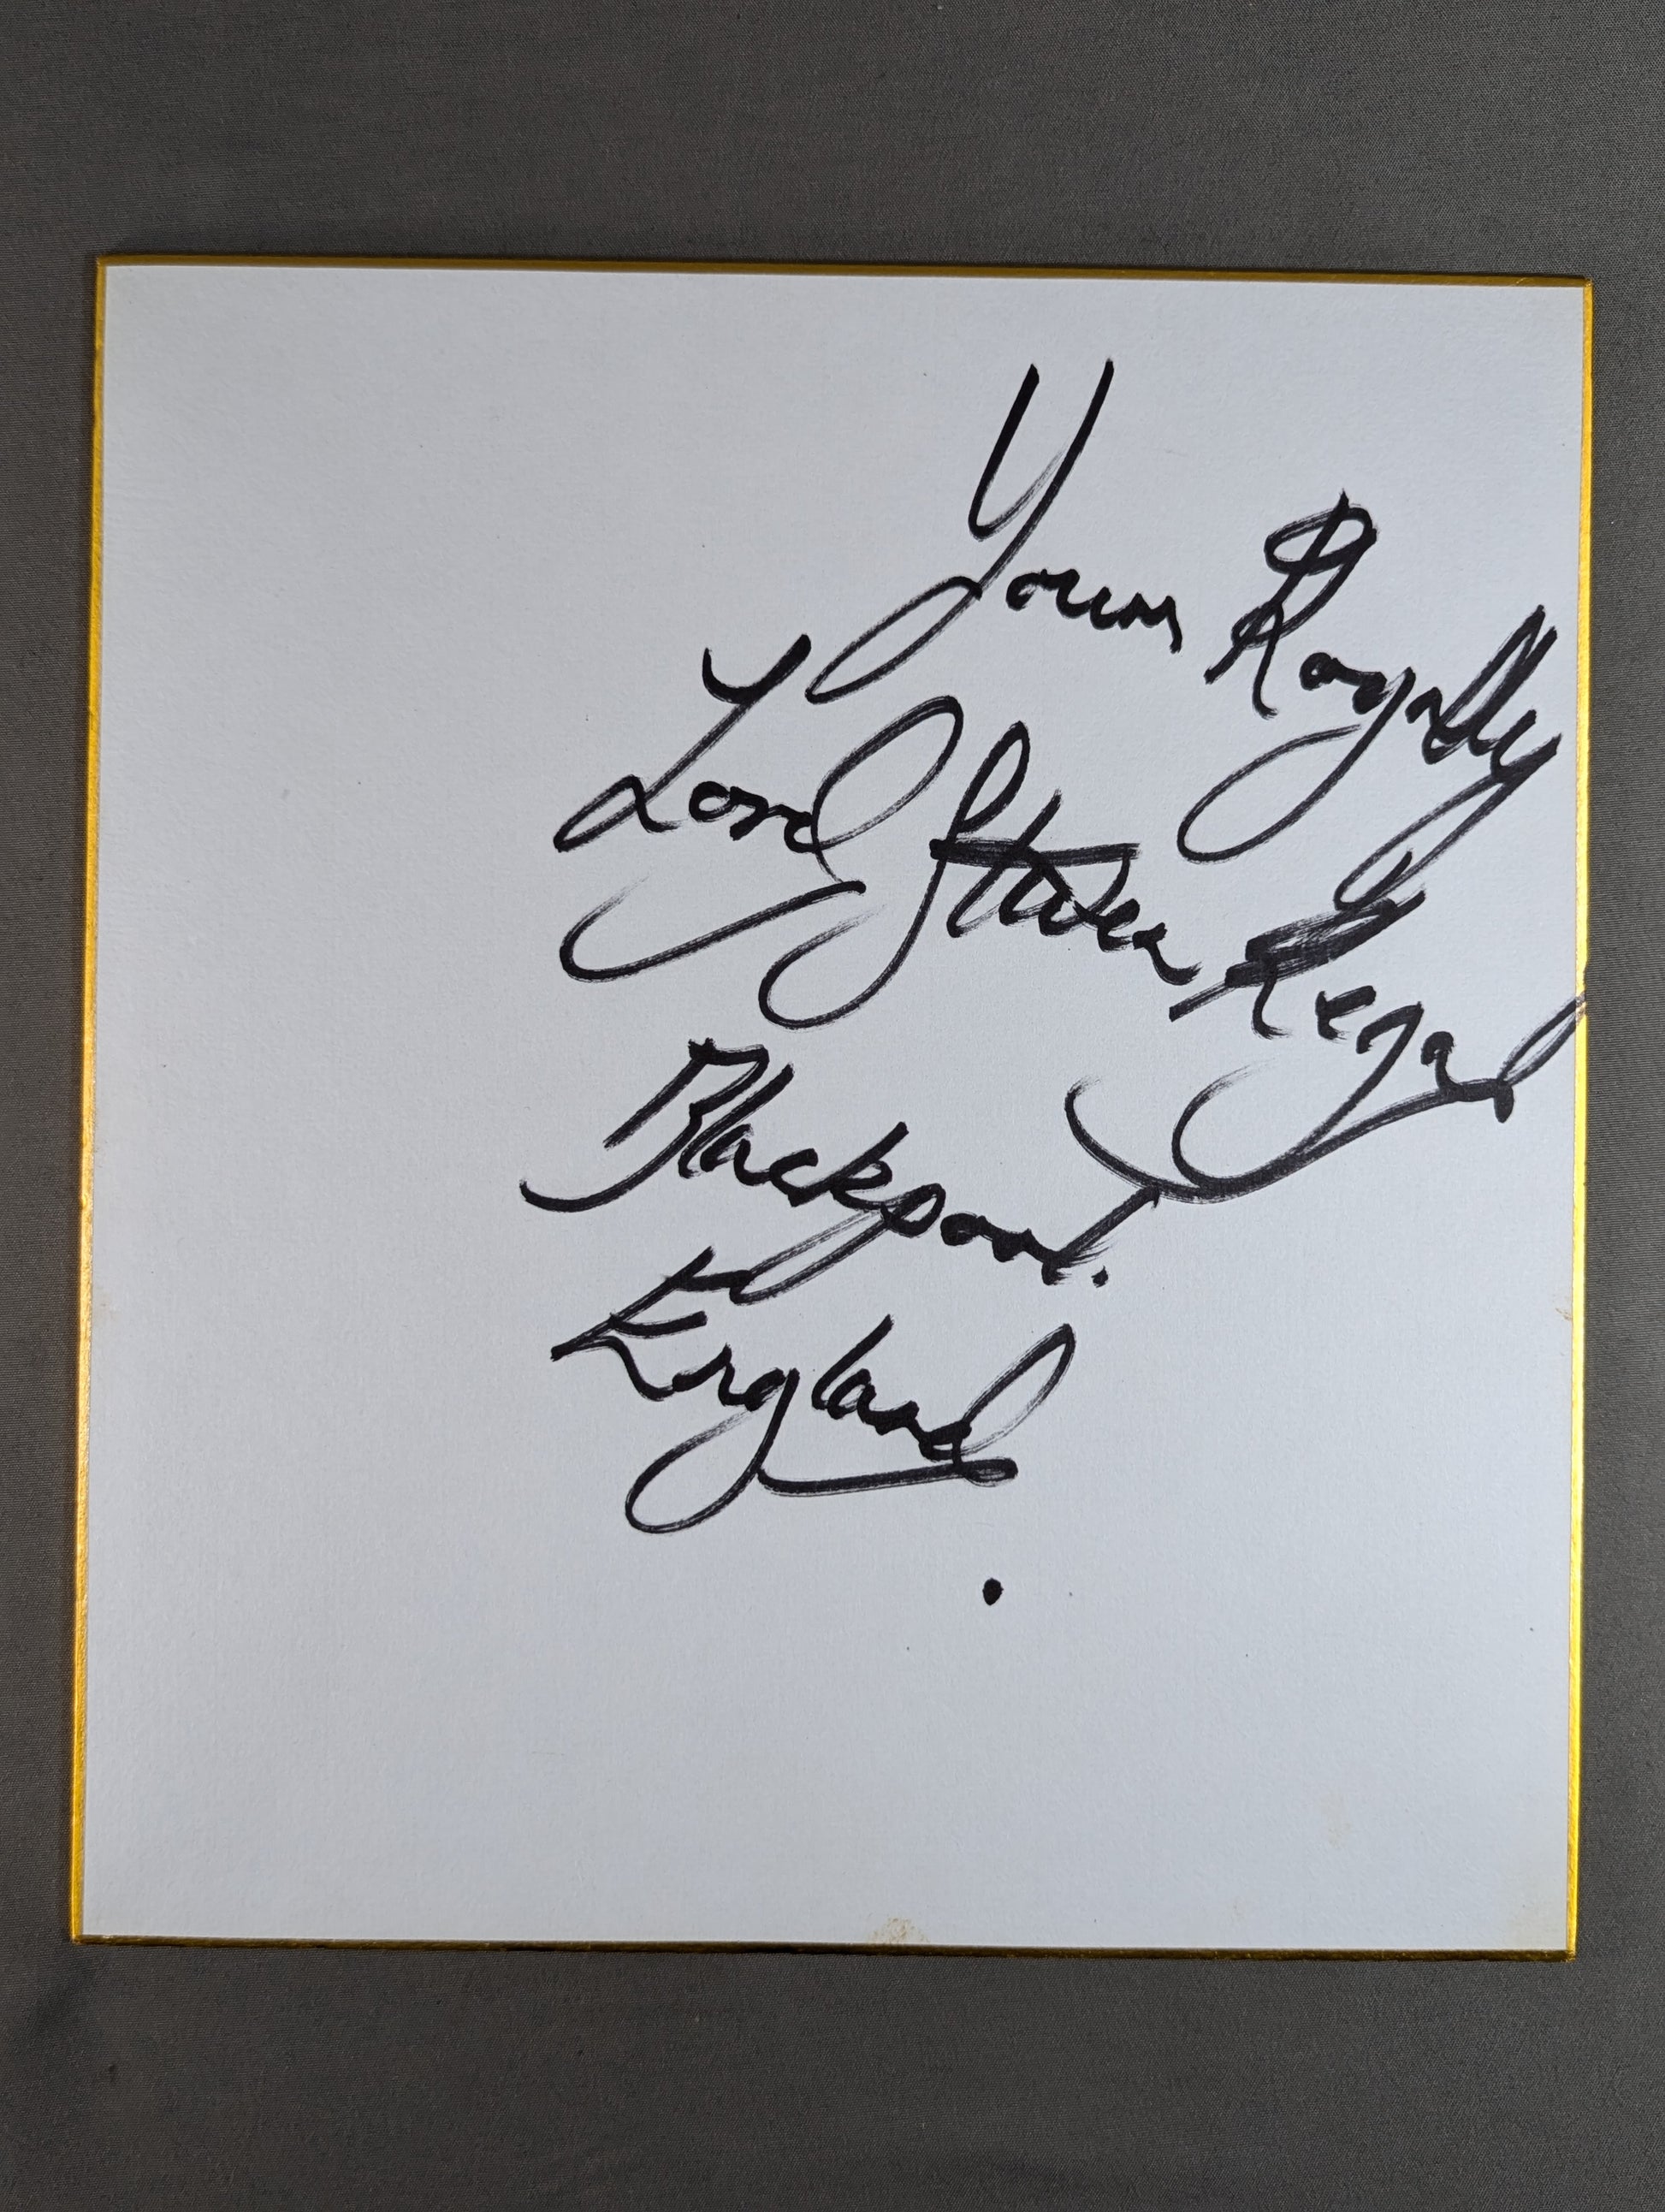 Yours Royally
Lord Steven Regal
Blackpool.
England.